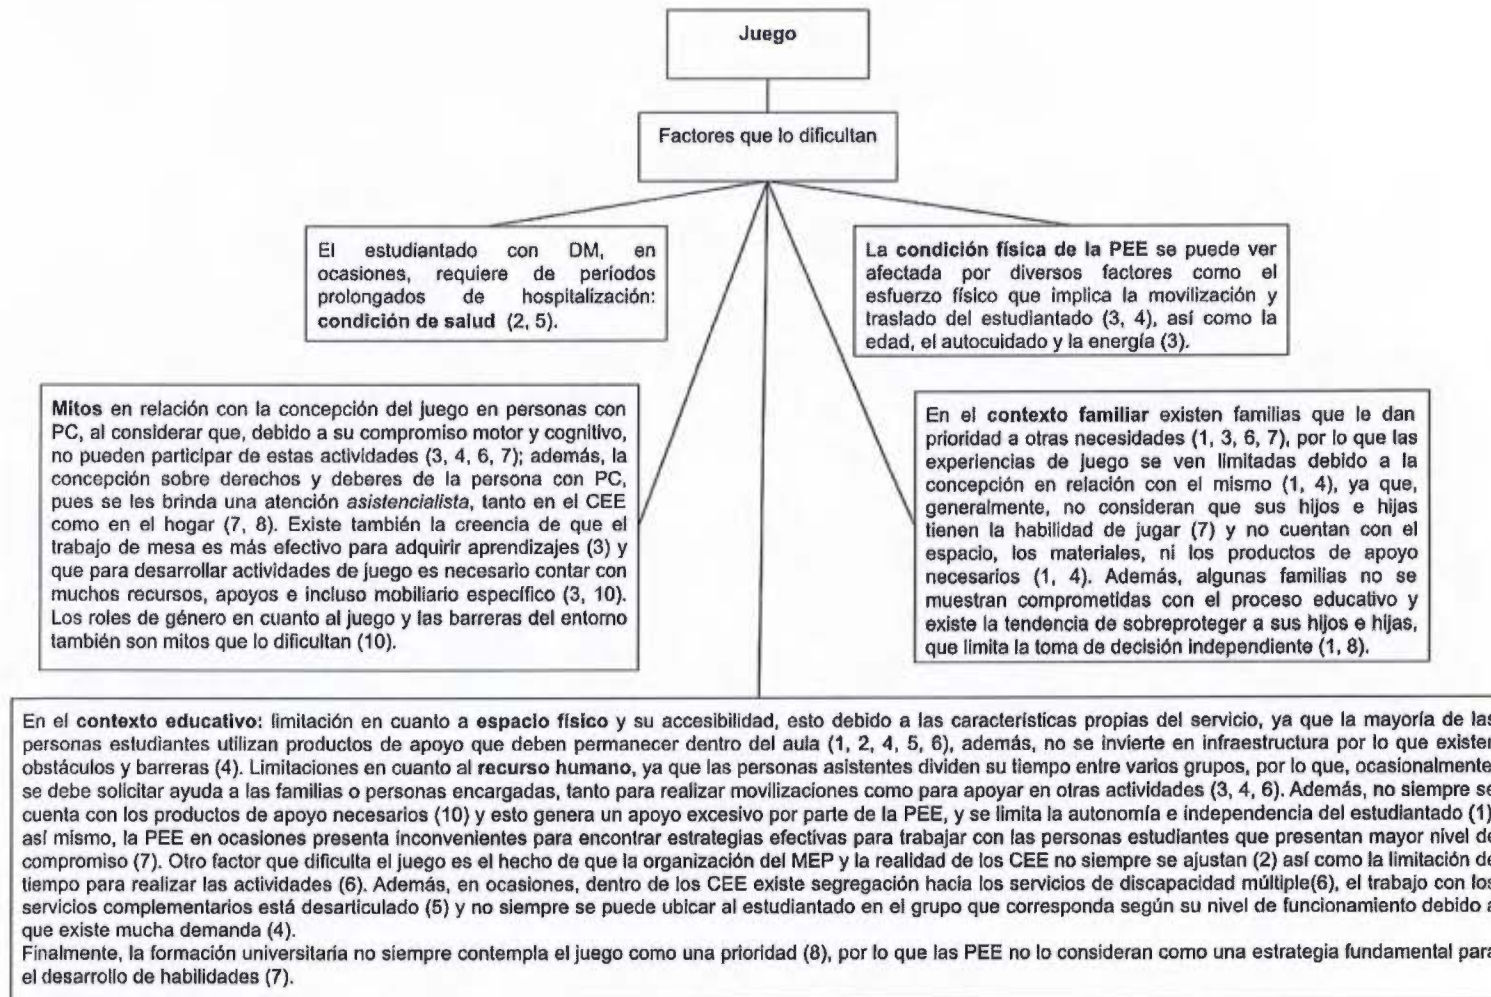 Juego
Factores que lo dificultan
El estudiantado con DM, en
ocasiones, requiere de períodos
prolongados de hospitalización:
condición de salud (2, 5).
La condición física de la PEE se puede ver
afectada por diversos factores como el
esfuerzo físico que implica la movilización y
traslado del estudiantado (3, 4), así como la
edad, el autocuidado y la energía (3).
Mitos en relación con la concepción del juego en personas con
PC, al considerar que, debido a su compromiso motor y cognitivo,
no pueden participar de estas actividades (3, 4, 6, 7); además, la
concepción sobre derechos y deberes de la persona con PC,
pues se les brinda una atención asistencialista, tanto en el CEE
como en el hogar (7, 8). Existe también la creencia de que el
trabajo de mesa es más efectivo para adquirir aprendizajes (3) y
que para desarrollar actividades de juego es necesario contar con
muchos recursos, apoyos e incluso mobiliario específico (3, 10).
Los roles de género en cuanto al juego y las barreras del entorno
también son mitos que lo dificultan (10).
En el contexto familiar existen familias que le dan
prioridad a otras necesidades (1, 3, 6, 7), por lo que las
experiencias de juego se ven limitadas debido a la
concepción en relación con el mismo (1, 4), ya que,
generalmente, no consideran que sus hijos e hijas
tienen la habilidad de jugar (7) y no cuentan con el
espacio, los materiales, ni los productos de apoyo
necesarios (1, 4). Además, algunas familias no se
muestran comprometidas con el proceso educativo y
existe la tendencia de sobreproteger a sus hijos e hijas,
que limita la toma de decisión independiente (1, 8).
En el contexto educativo: limitación en cuanto a espacio físico y su accesibilidad, esto debido a las características propias del servicio, ya que la mayoría de las
personas estudiantes utilizan productos de apoyo que deben permanecer dentro del aula (1, 2, 4, 5, 6), además, no se invierte en infraestructura por lo que existen
obstáculos y barreras (4). Limitaciones en cuanto al recurso humano, ya que las personas asistentes dividen su tiempo entre varios grupos, por lo que, ocasionalmente
se debe solicitar ayuda a las familias o personas encargadas, tanto para realizar movilizaciones como para apoyar en otras actividades (3, 4, 6). Además, no siempre se
cuenta con los productos de apoyo necesarios (10) y esto genera un apoyo excesivo por parte de la PEE, y se limita la autonomía e independencia del estudiantado (1)
así mismo, la PEE en ocasiones presenta inconvenientes para encontrar estrategias efectivas para trabajar con las personas estudiantes que presentan mayor nivel de
compromiso (7). Otro factor que dificulta el juego es el hecho de que la organización del MEP y la realidad de los CEE no siempre se ajustan (2) así como la limitación de
tiempo para realizar las actividades (6). Además, en ocasiones, dentro de los CEE existe segregación hacia los servicios de discapacidad múltiple(6), el trabajo con los
servicios complementarios está desarticulado (5) y no siempre se puede ubicar al estudiantado en el grupo que corresponda según su nivel de funcionamiento debido a
que existe mucha demanda (4).
Finalmente, la formación universitaria no siempre contempla el juego como una prioridad (8), por lo que las PEE no lo consideran como una estrategia fundamental para
el desarrollo de habilidades (7).